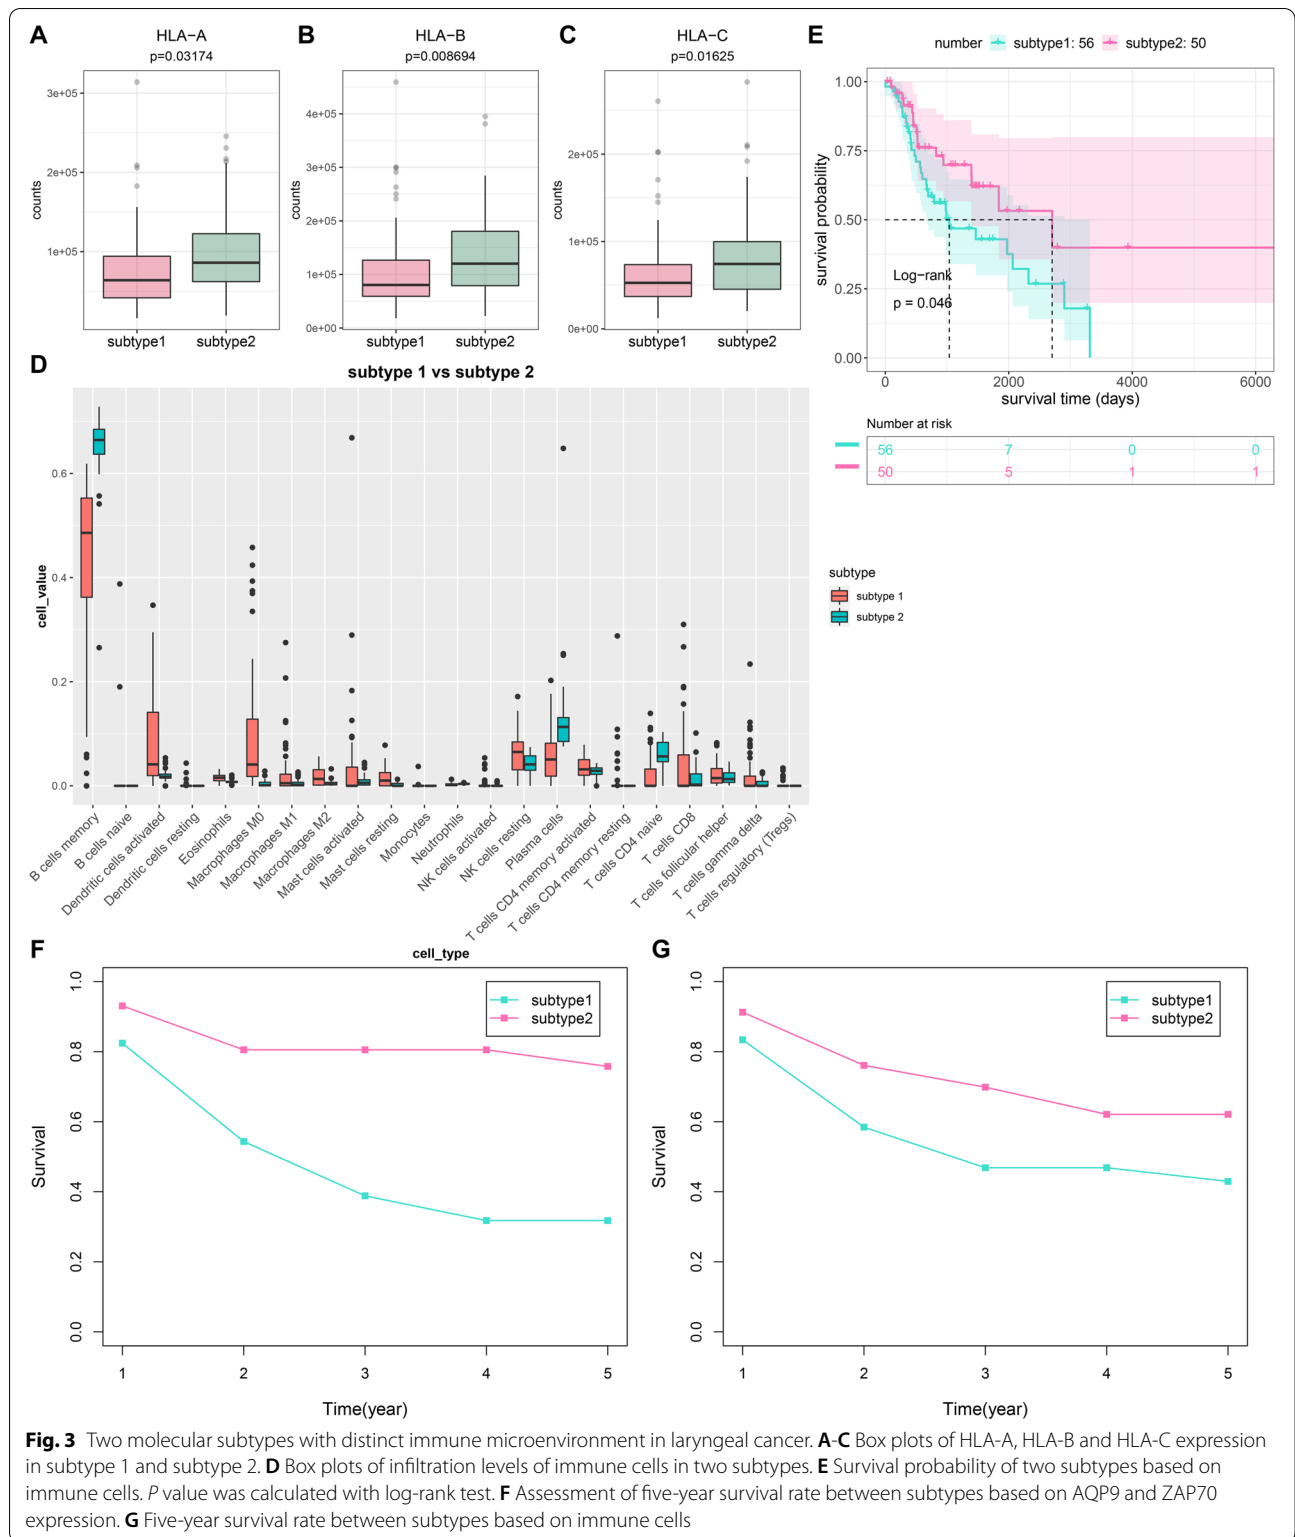 A
HLA−A
p=0.03174
counts
3e+05
2e+05
1e+05
subtype1
subtype2
B
HLA−B
p=0.008694
counts
4e+05
3e+05
2e+05
1e+05
0e+00
subtype1
subtype2
C
HLA−C
p=0.01625
counts
2e+05
1e+05
0e+00
subtype1
subtype2
E
number subtype1: 56 subtype2: 50
survival probability
1.00
0.75
0.50
0.25
0.00
Log−rank
p = 0.046
0 2000 4000 6000
survival time (days)
Number at risk
56 7 0 0
50 5 1 1
D
subtype 1 vs subtype 2
cell_value
0.6
0.4
0.2
0.0
B cells memory
B cells naive
Dendritic cells activated
Dendritic cells resting
Eosinophils
Macrophages M0
Macrophages M1
Macrophages M2
Mast cells activated
Mast cells resting
Monocytes
Neutrophils
NK cells activated
NK cells resting
Plasma cells
T cells CD4 memory activated
T cells CD4 memory resting
T cells CD4 naive
T cells CD8
T cells follicular helper
T cells gamma delta
T cells regulatory (Tregs)
cell_type
subtype
subtype 1
subtype 2
F
Survival
1.0
0.8
0.6
0.4
0.2
0.0
subtype1
subtype2
1 2 3 4 5
Time(year)
G
Survival
1.0
0.8
0.6
0.4
0.2
0.0
subtype1
subtype2
1 2 3 4 5
Time(year)
Fig. 3 Two molecular subtypes with distinct immune microenvironment in laryngeal cancer. A-C Box plots of HLA-A, HLA-B and HLA-C expression
in subtype 1 and subtype 2. D Box plots of infiltration levels of immune cells in two subtypes. E Survival probability of two subtypes based on
immune cells. P value was calculated with log-rank test. F Assessment of five-year survival rate between subtypes based on AQP9 and ZAP70
expression. G Five-year survival rate between subtypes based on immune cells